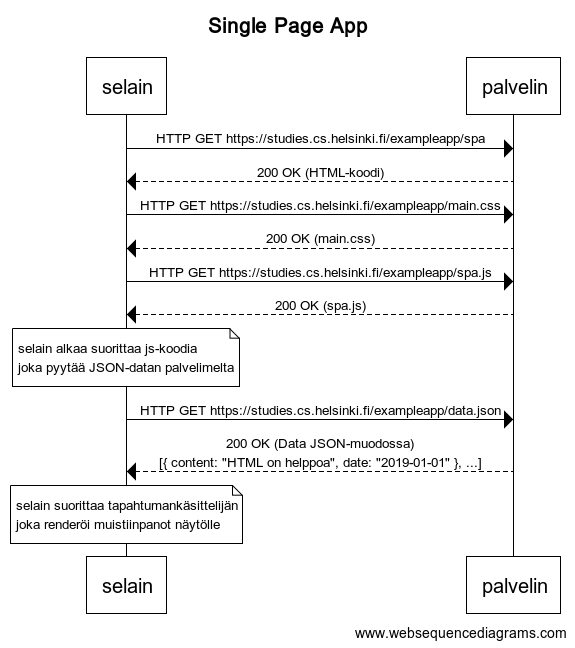 Single Page App
selain
palvelin
HTTP GET https://studies.cs.helsinki.fi/exampleapp/spa
200 OK (HTML-koodi)
HTTP GET https://studies.cs.helsinki.fi/exampleapp/main.css
200 OK (main.css)
HTTP GET https://studies.cs.helsinki.fi/exampleapp/spa.js
200 OK (spa.js)
selain alkaa suorittaa js-koodia
joka pyytää JSON-datan palvelimelta
HTTP GET https://studies.cs.helsinki.fi/exampleapp/data.json
200 OK (Data JSON-muodossa)
[{ content: "HTML on helppoa", date: "2019-01-01" }, ...]
selain suorittaa tapahtumankäsittelijän
joka renderöi muistiinpanot näytölle
selain
palvelin
www.websequencediagrams.com